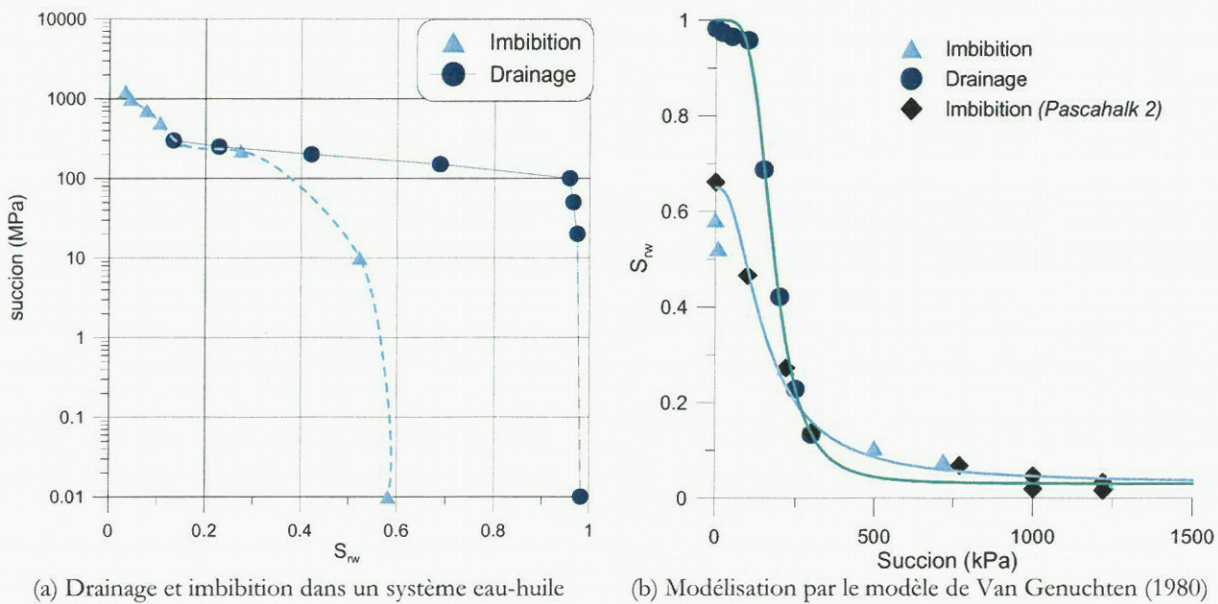 10000
1000
100
10
1
0.1
0.01
succion (MPa)
0
0.2
0.4
0.6
0.8
1
S_rw
Imbibition
Drainage
(a) Drainage et imbibition dans un système eau-huile
1
0.8
0.6
0.4
0.2
0
S_rw
0
500
1000
1500
Succion (kPa)
Imbibition
Drainage
Imbibition (Pascahalk 2)
(b) Modélisation par le modèle de Van Genuchten (1980)